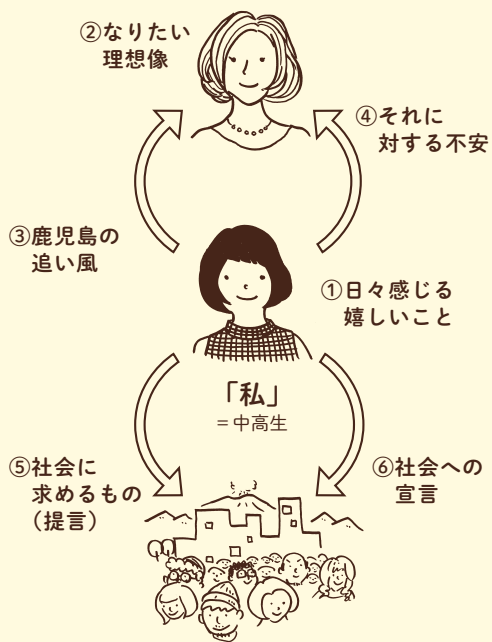 ②なりたい
理想像
④それに
対する不安
③鹿児島の
追い風
①日々感じる
嬉しいこと
「私」
＝中高生
⑤社会に
求めるもの
（提言）
⑥社会への
宣言